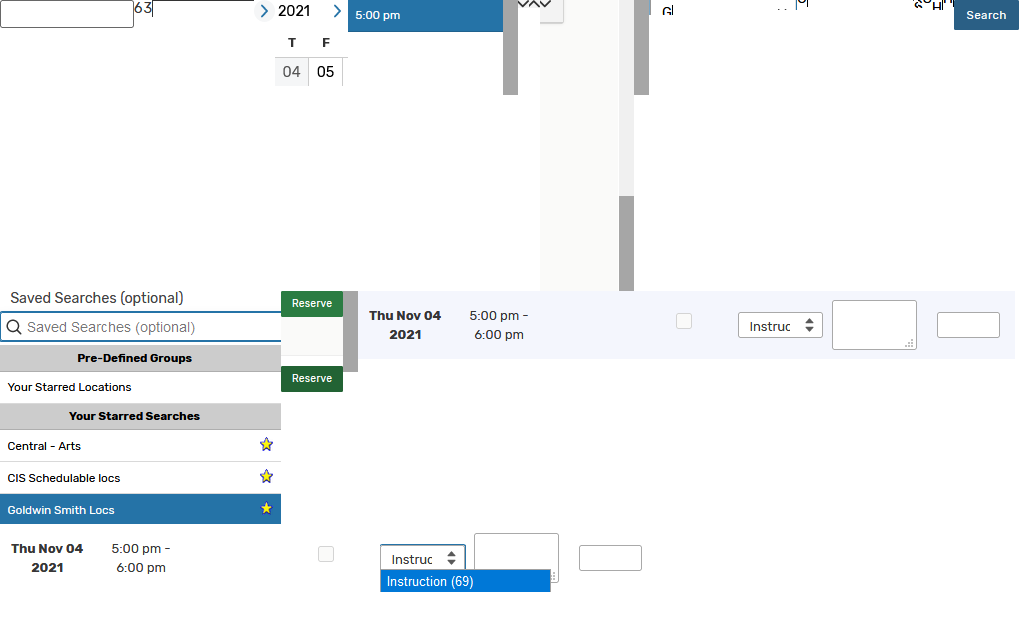 63
2021
5:00 pm
Search
T F
04 05
Saved Searches (optional)
Saved Searches (optional)
Pre-Defined Groups
Your Starred Locations
Your Starred Searches
Central - Arts
CIS Schedulable locs
Goldwin Smith Locs
Reserve
Reserve
Thu Nov 04 2021
5:00 pm -
6:00 pm
Instruc
Thu Nov 04
2021
5:00 pm -
6:00 pm
Instruc
Instruction (69)